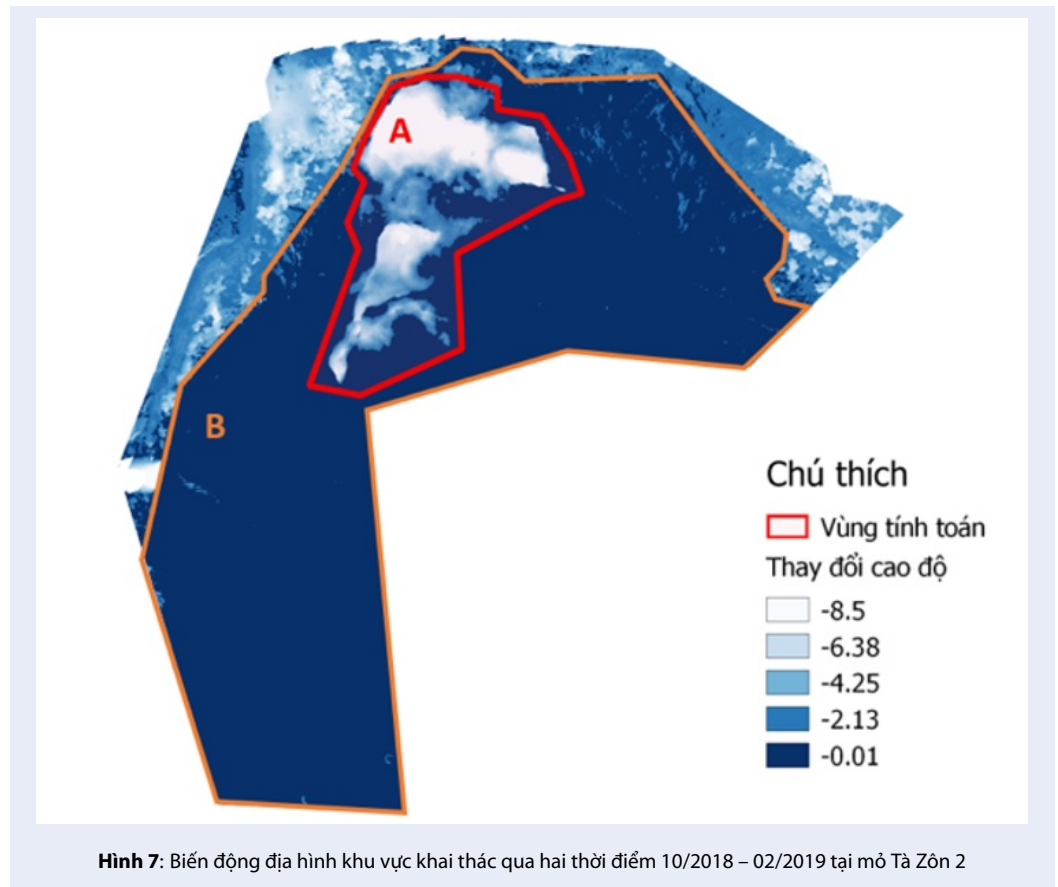 A
B
Chú thích
Vùng tính toán
Thay đổi cao độ
-8.5
-6.38
-4.25
-2.13
-0.01
Hình 7: Biến động địa hình khu vực khai thác qua hai thời điểm 10/2018 – 02/2019 tại mỏ Tà Zôn 2